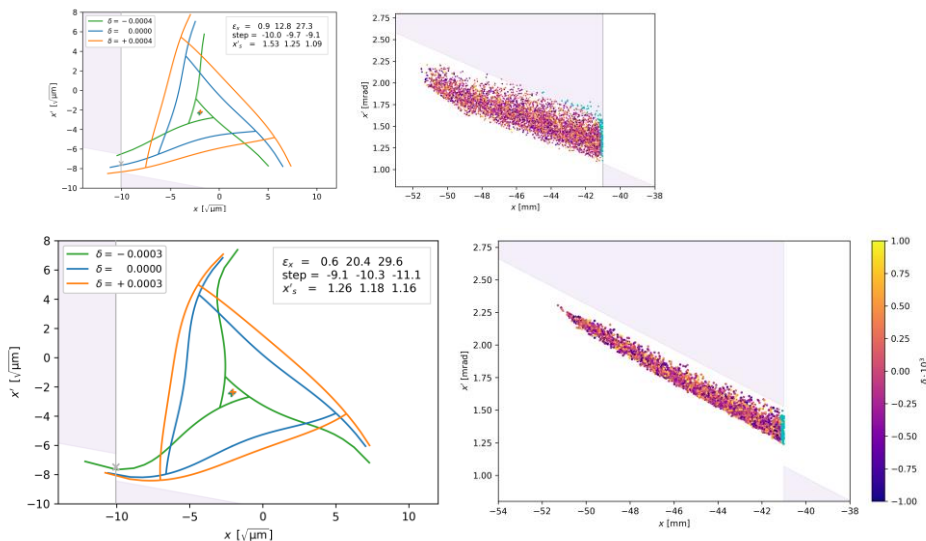 8
6
4
2
0
−2
−4
−6
−8
−10
x′ [√μm]
δ = −0.0004
δ = 0.0000
δ = +0.0004
εx = 0.9 12.8 27.3
step = -10.0 -9.7 -9.1
x′s = 1.53 1.25 1.09
−10 −5 0 5 10
x [√μm]
2.75
2.50
2.25
2.00
1.75
1.50
1.25
1.00
x′ [mrad]
−52 −50 −48 −46 −44 −42 −40 −38
x [mm]
8
6
4
2
0
−2
−4
−6
−8
−10
x′ [√μm]
δ = −0.0003
δ = 0.0000
δ = +0.0003
εx = 0.6 20.4 29.6
step = -9.1 -10.3 -11.1
x′s = 1.26 1.18 1.16
−10 −5 0 5 10
x [√μm]
2.75
2.50
2.25
2.00
1.75
1.50
1.25
1.00
x′ [mrad]
−54 −52 −50 −48 −46 −44 −42 −40 −38
x [mm]
1.00
0.75
0.50
0.25
0.00
−0.25
−0.50
−0.75
−1.00
δ · 10³